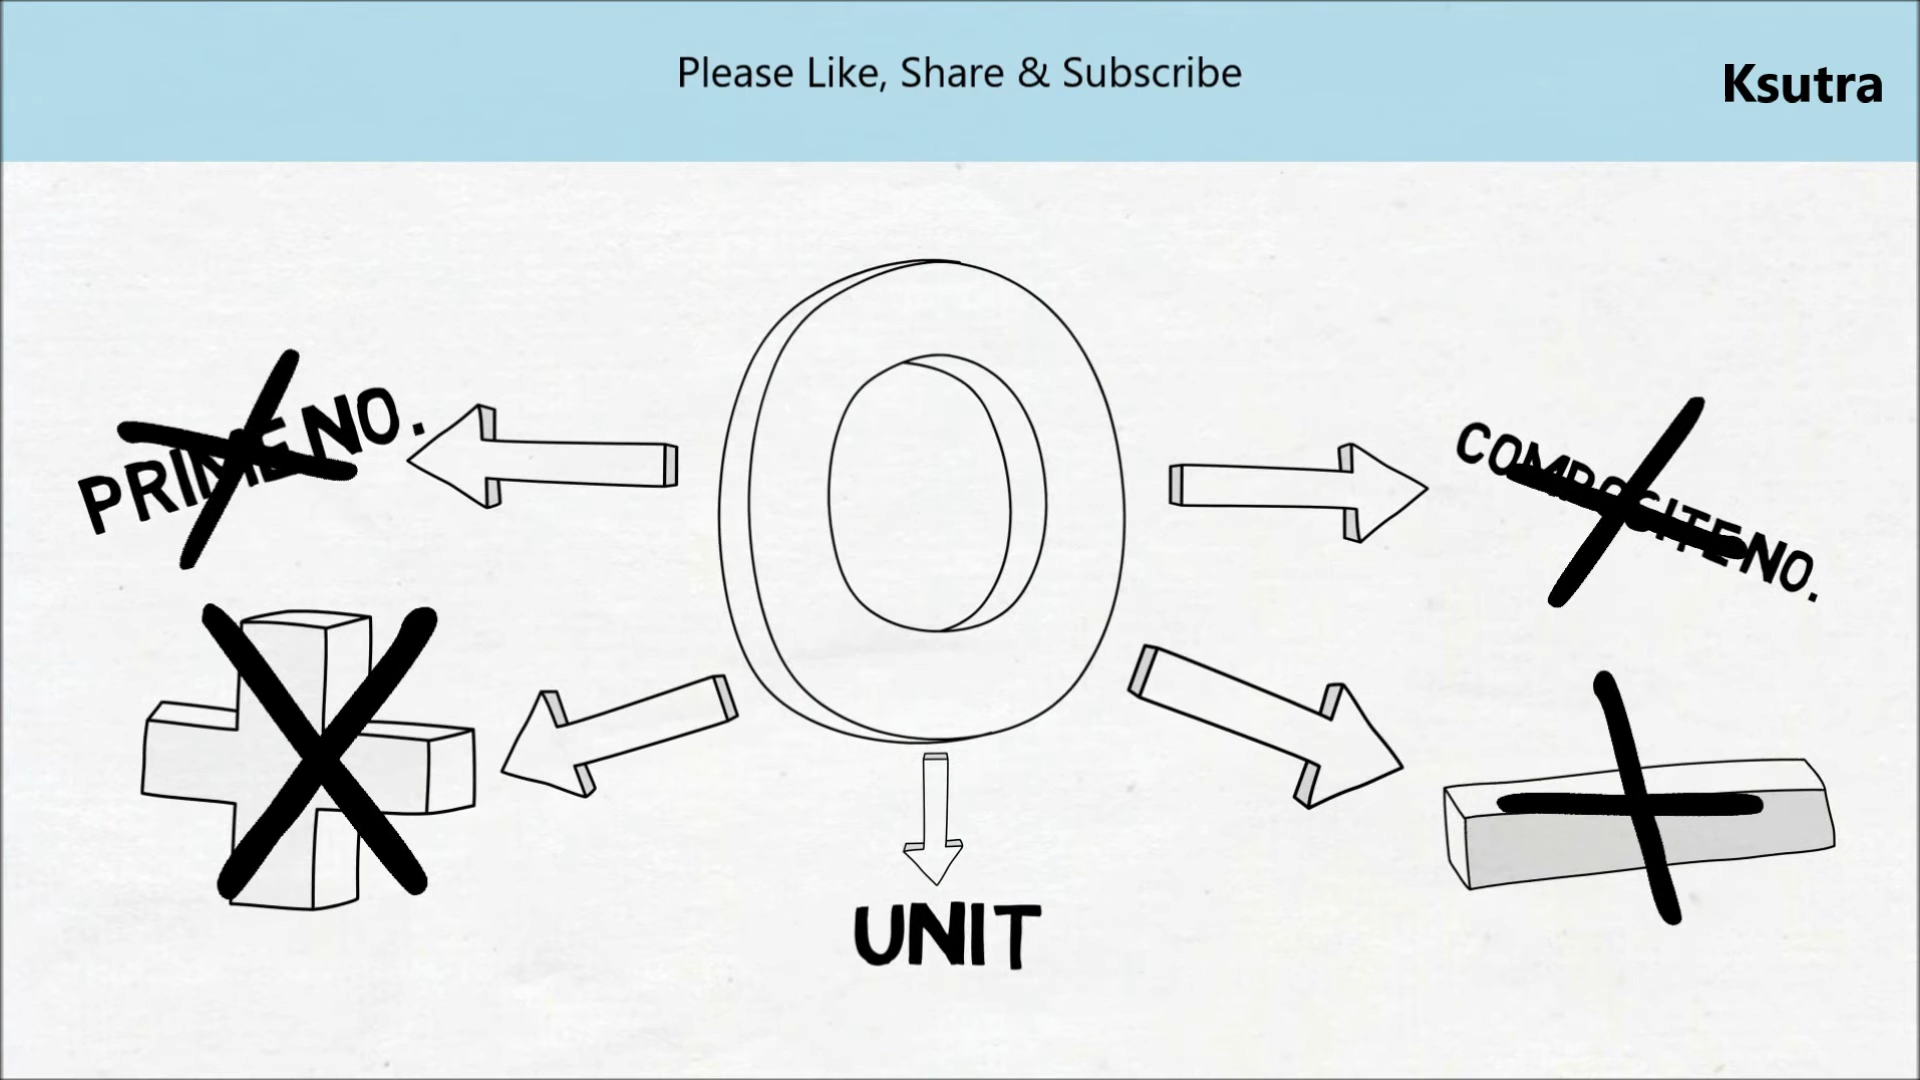 Please Like, Share & Subscribe
Ksutra
O
PRIME NO.
COMPOSITE NO.
UNIT